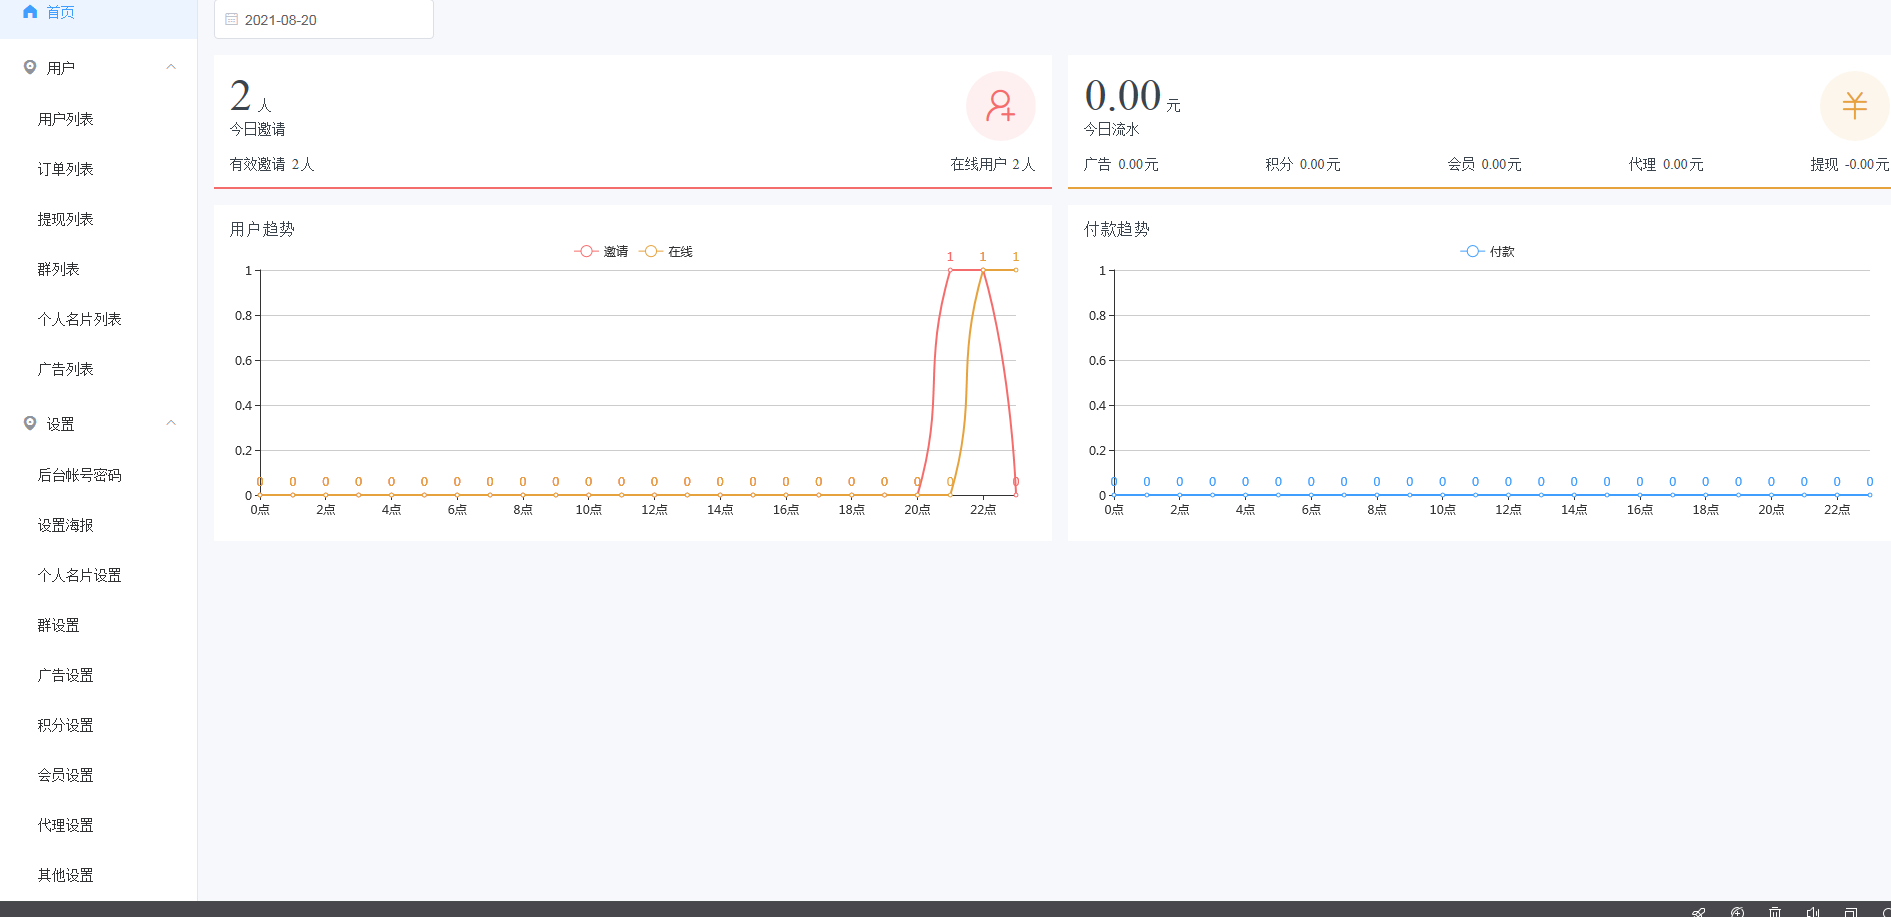 首页
用户
用户列表
订单列表
提现列表
群列表
个人名片列表
广告列表
设置
后台帐号密码
设置海报
个人名片设置
群设置
广告设置
积分设置
会员设置
代理设置
其他设置
2021-08-20
2 人
今日邀请
有效邀请 2人 在线用户 2人
0.00 元
今日流水
广告 0.00元 积分 0.00元 会员 0.00元 代理 0.00元 提现 -0.00元
用户趋势
邀请 在线
1 1 1
1
0.8
0.6
0.4
0.2
0 0 0 0 0 0 0 0 0 0 0 0 0 0 0 0 0 0 0 0 0 0 0
0
0点 2点 4点 6点 8点 10点 12点 14点 16点 18点 20点 22点
付款趋势
付款
1
0.8
0.6
0.4
0.2
0 0 0 0 0 0 0 0 0 0 0 0 0 0 0 0 0 0 0 0 0 0 0 0
0
0点 2点 4点 6点 8点 10点 12点 14点 16点 18点 20点 22点